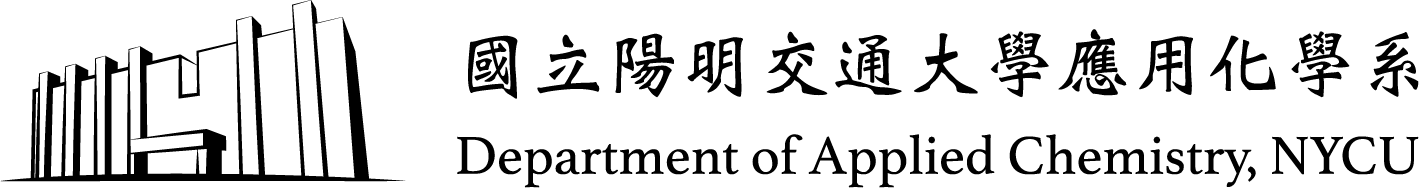 國立陽明交通大學應用化學系
Department of Applied Chemistry, NYCU